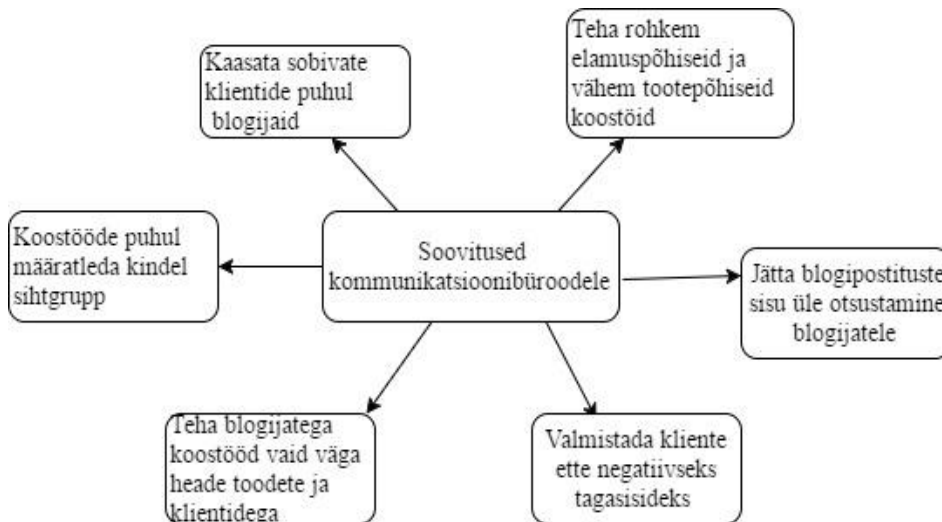 Kaasata sobivate
klientide puhul
blogijaid
Teha rohkem
elamuspõhiseid ja
vähem tootepõhiseid
koostöid
Koostööde puhul
määratleda kindel
sihtgrupp
Soovitused
kommunikatsioonibüroodele
Jätta blogipostituste
sisu üle otsustamine
blogijatele
Teha blogijatega
koostööd vaid väga
heade toodete ja
klientidega
Valmistada kliente
ette negatiivseks
tagasisideks